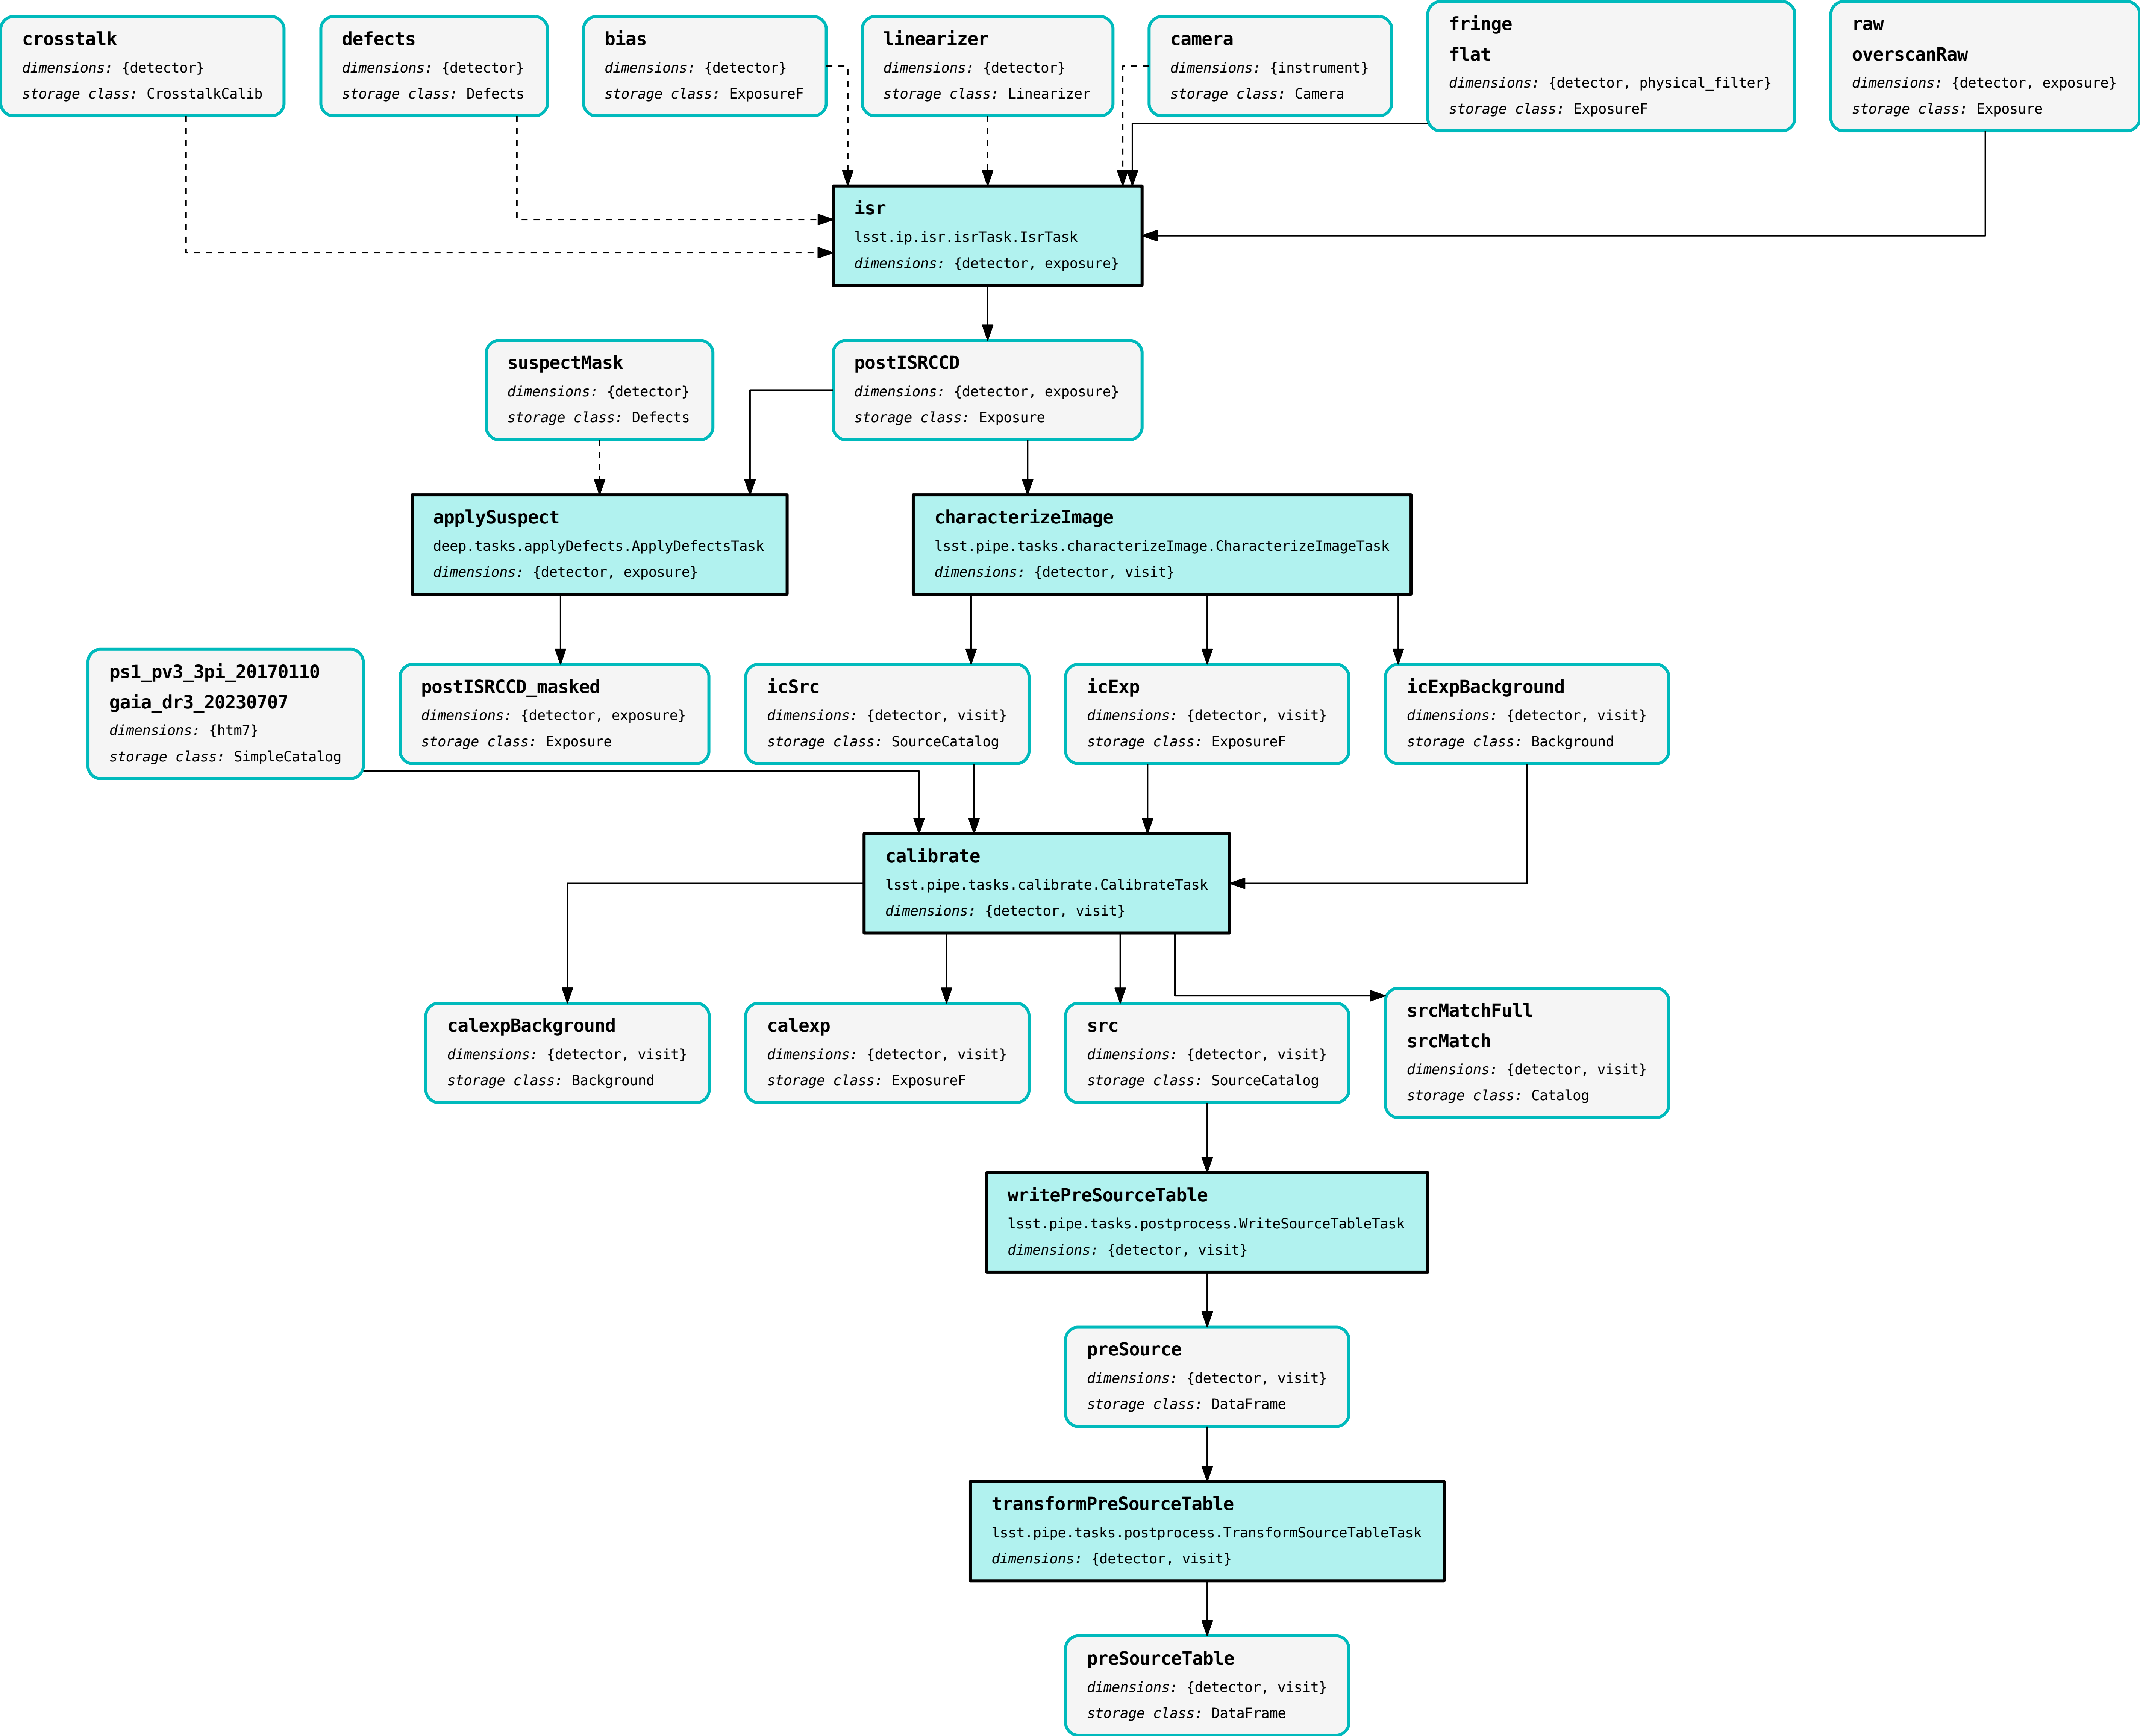 crosstalk
dimensions: {detector}
storage class: CrosstalkCalib
defects
dimensions: {detector}
storage class: Defects
bias
dimensions: {detector}
storage class: ExposureF
linearizer
dimensions: {detector}
storage class: Linearizer
camera
dimensions: {instrument}
storage class: Camera
fringe
flat
dimensions: {detector, physical_filter}
storage class: ExposureF
raw
overscanRaw
dimensions: {detector, exposure}
storage class: Exposure
isr
lsst.ip.isr.isrTask.IsrTask
dimensions: {detector, exposure}
suspectMask
dimensions: {detector}
storage class: Defects
postISRCCD
dimensions: {detector, exposure}
storage class: Exposure
applySuspect
deep.tasks.applyDefects.ApplyDefectsTask
dimensions: {detector, exposure}
characterizeImage
lsst.pipe.tasks.characterizeImage.CharacterizeImageTask
dimensions: {detector, visit}
ps1_pv3_3pi_20170110
gaia_dr3_20230707
dimensions: {htm7}
storage class: SimpleCatalog
postISRCCD_masked
dimensions: {detector, exposure}
storage class: Exposure
icSrc
dimensions: {detector, visit}
storage class: SourceCatalog
icExp
dimensions: {detector, visit}
storage class: ExposureF
icExpBackground
dimensions: {detector, visit}
storage class: Background
calibrate
lsst.pipe.tasks.calibrate.CalibrateTask
dimensions: {detector, visit}
calexpBackground
dimensions: {detector, visit}
storage class: Background
calexp
dimensions: {detector, visit}
storage class: ExposureF
src
dimensions: {detector, visit}
storage class: SourceCatalog
srcMatchFull
srcMatch
dimensions: {detector, visit}
storage class: Catalog
writePreSourceTable
lsst.pipe.tasks.postprocess.WriteSourceTableTask
dimensions: {detector, visit}
preSource
dimensions: {detector, visit}
storage class: DataFrame
transformPreSourceTable
lsst.pipe.tasks.postprocess.TransformSourceTableTask
dimensions: {detector, visit}
preSourceTable
dimensions: {detector, visit}
storage class: DataFrame